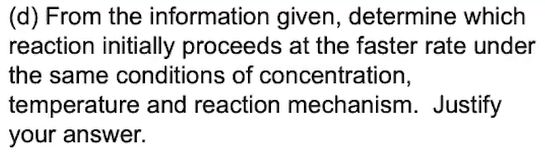 (d) From the information given, determine which
reaction initially proceeds at the faster rate under
the same conditions of concentration,
temperature and reaction mechanism.  Justify
your answer.